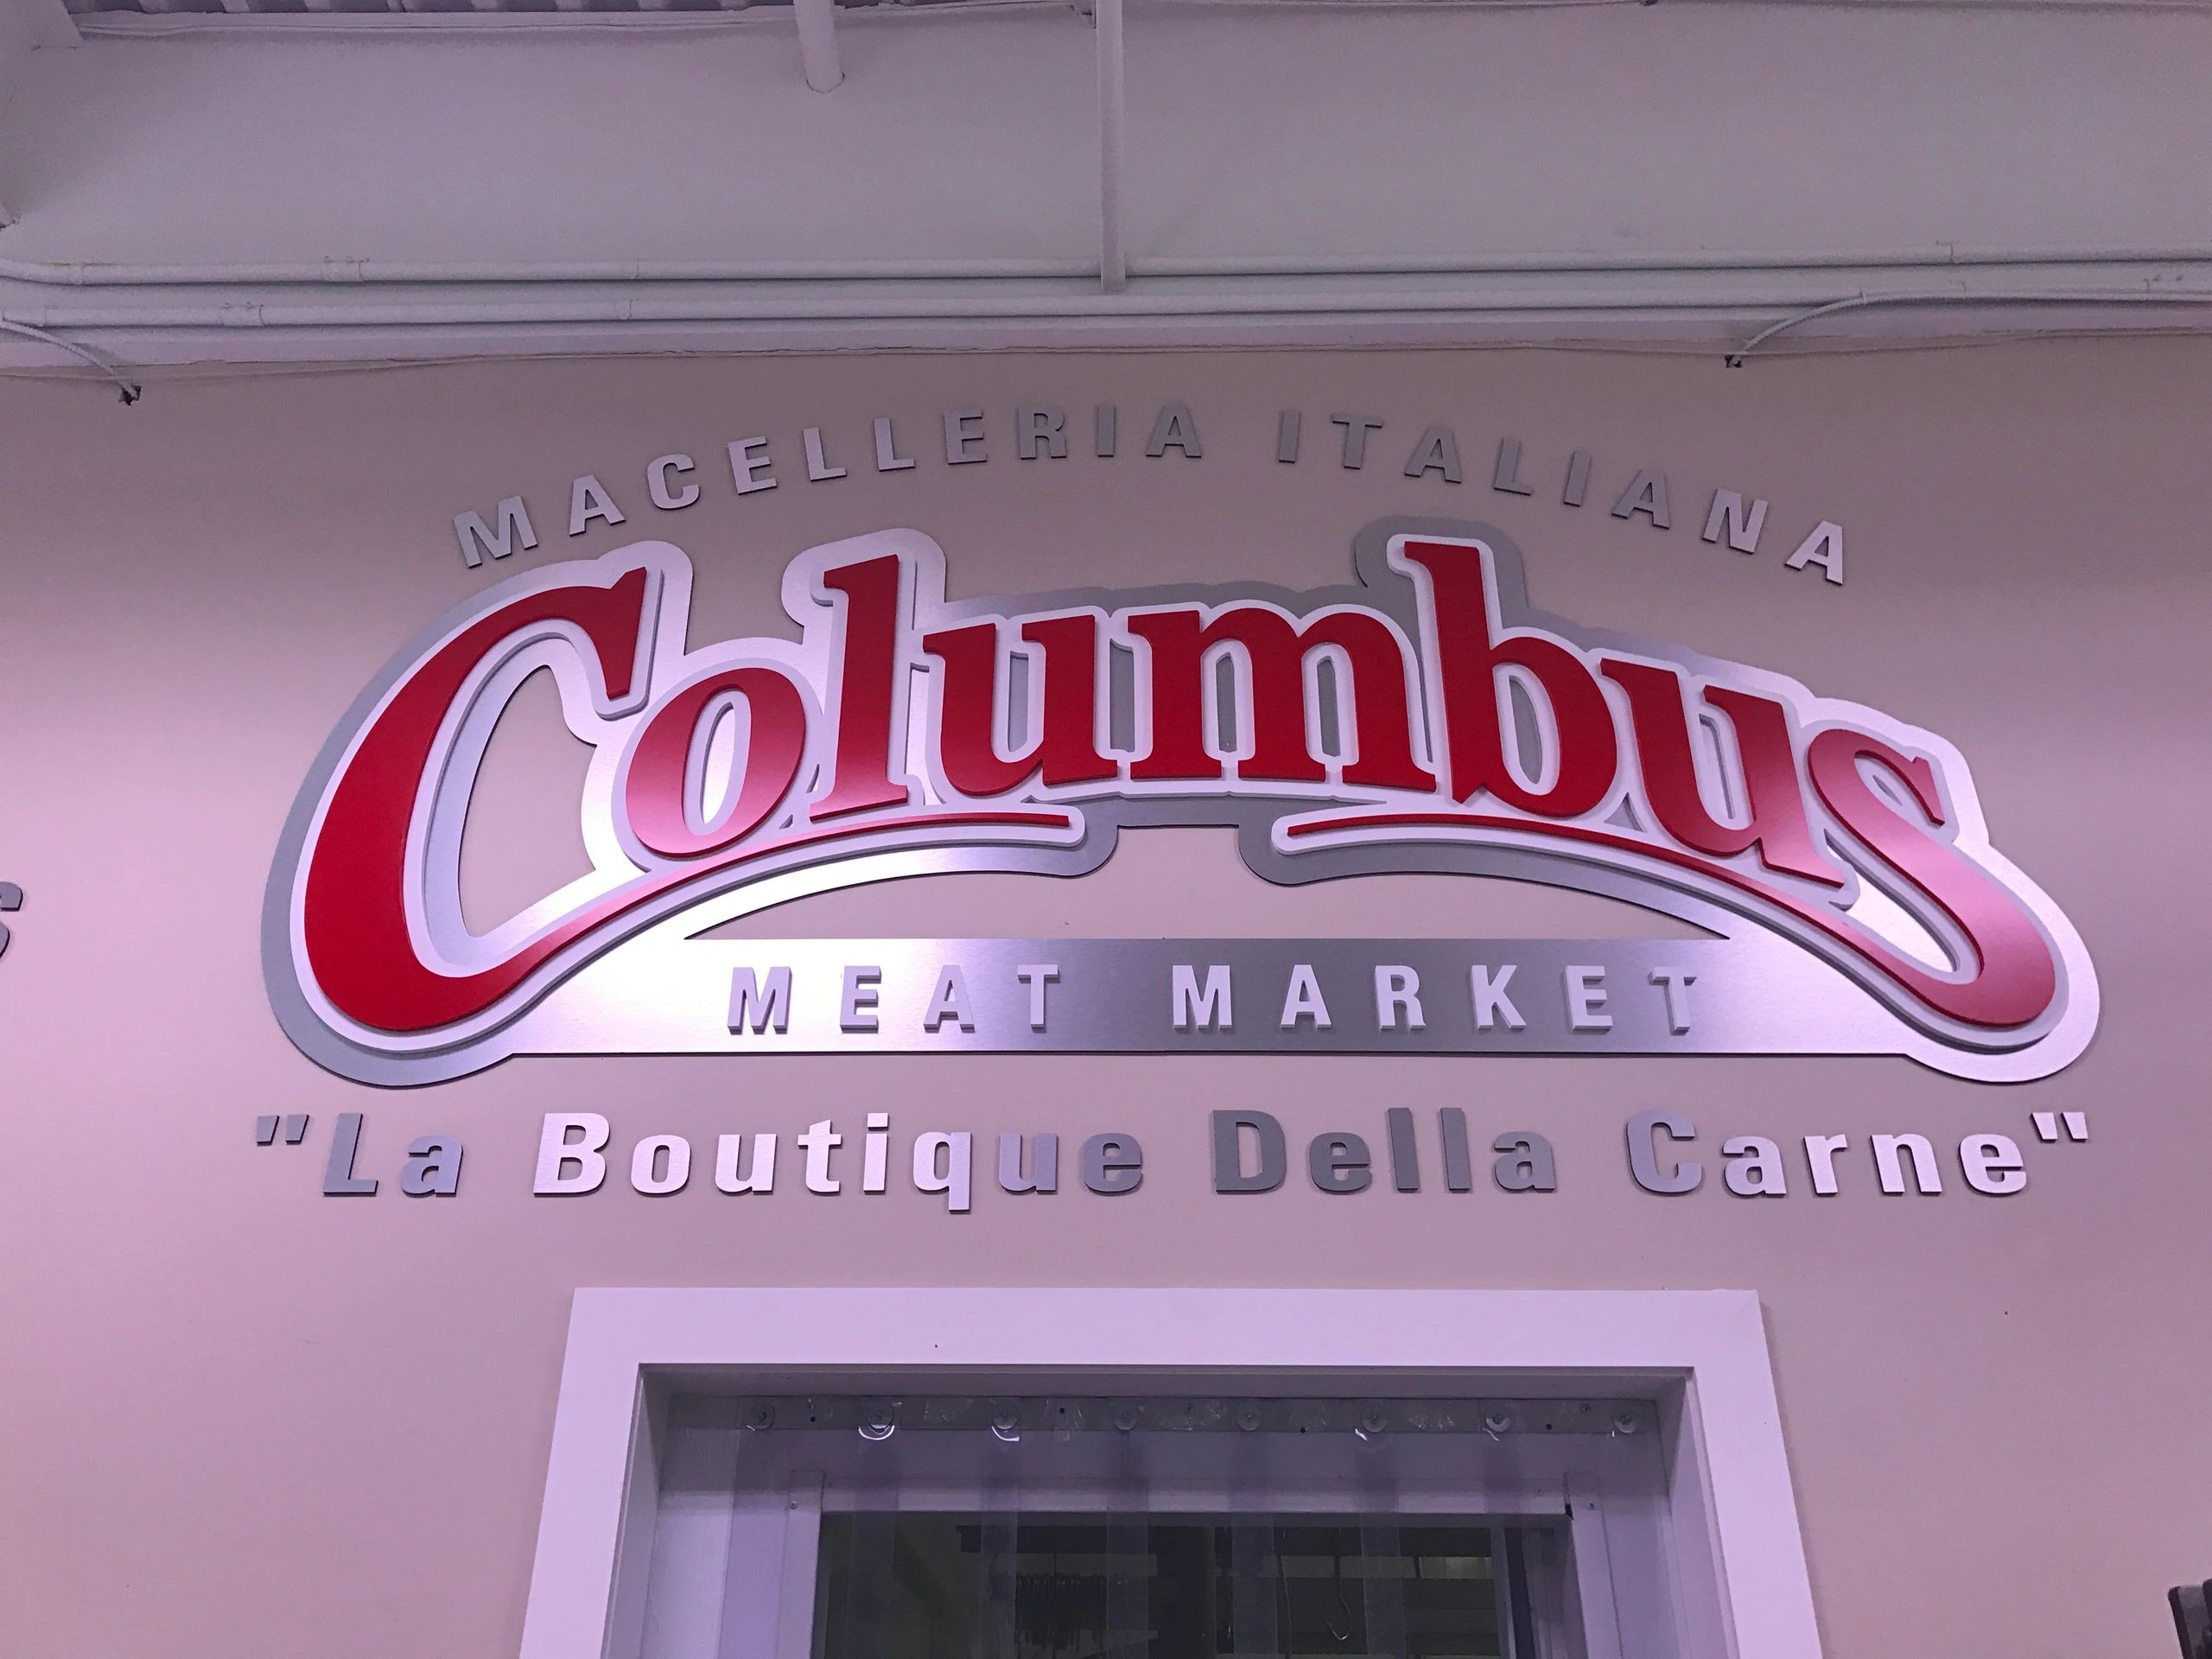 MACELLERIA ITALIANA
Columbus
MEAT MARKET
"La Boutique Della Carne"